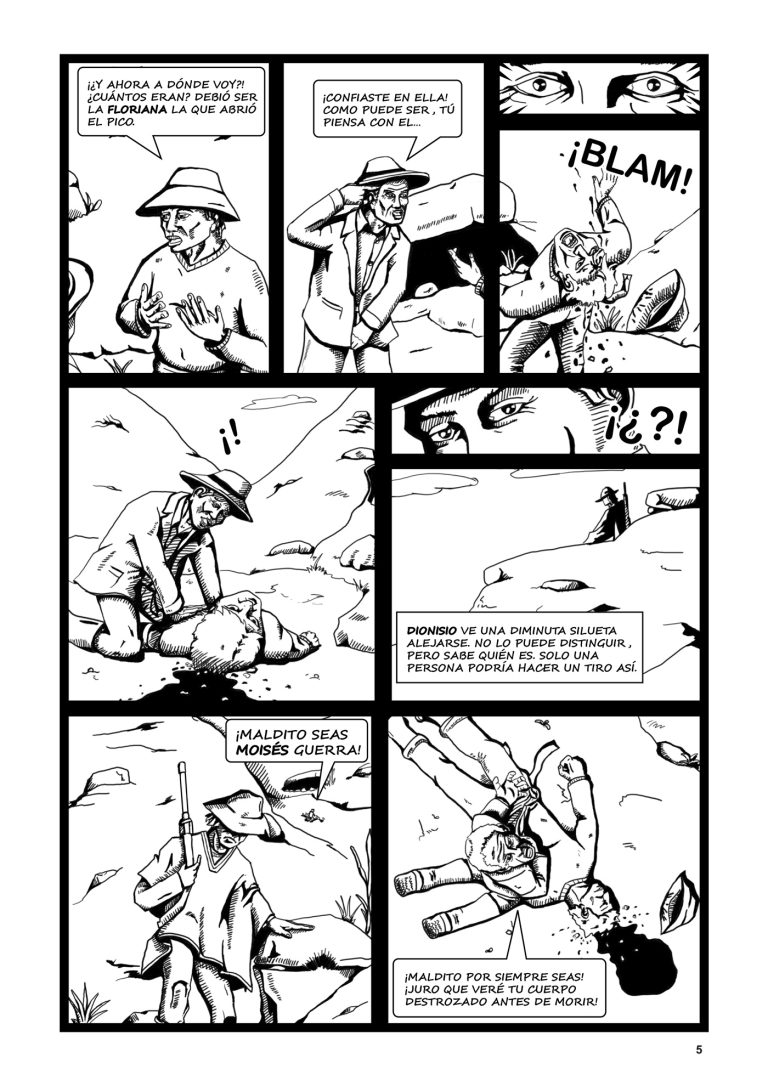 ¡¿Y AHORA A DÓNDE VOY?!
¿CUÁNTOS ERAN? DEBIÓ SER
LA FLORIANA LA QUE ABRIÓ
EL PICO.
¡CONFIASTE EN ELLA!
COMO PUEDE SER, TÚ
PIENSA CON EL...
¡BLAM!
¡!
¡¿?!
DIONISIO VE UNA DIMINUTA SILUETA
ALEJARSE. NO LO PUEDE DISTINGUIR,
PERO SABE QUIÉN ES. SOLO UNA
PERSONA PODRÍA HACER UN TIRO ASÍ.
¡MALDITO SEAS
MOISÉS GUERRA!
¡MALDITO POR SIEMPRE SEAS!
¡JURO QUE VERÉ TU CUERPO
DESTROZADO ANTES DE MORIR!
5